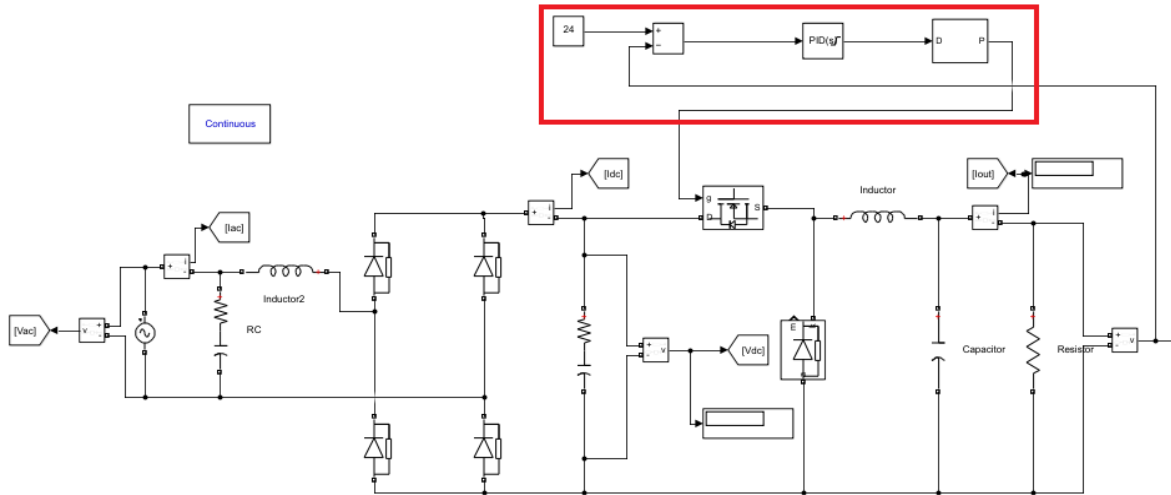 24
+
−
PID(s)
D
P
Continuous
[Idc]
[Iout]
[Iac]
+
i
-
g
D
S
Inductor
+
i
-
+
i
-
Inductor2
RC
[Vac]
v
+
-
E
+
-
v
[Vdc]
Capacitor
Resistor
+
-
v